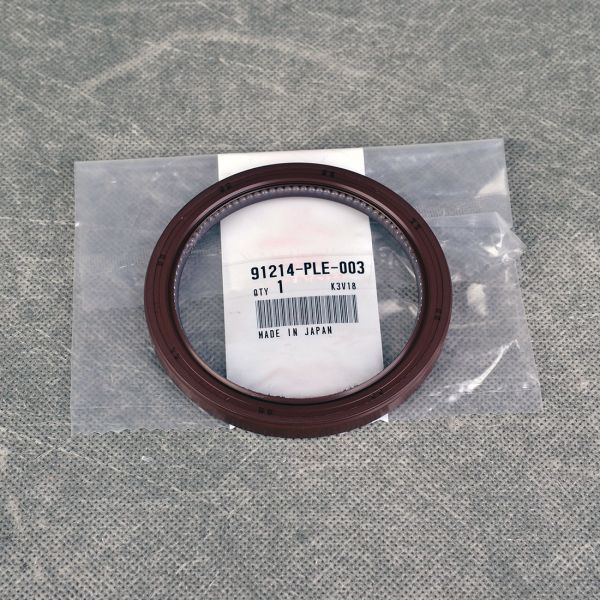 91214-PLE-003
QTY 1 K3V18
MADE IN JAPAN